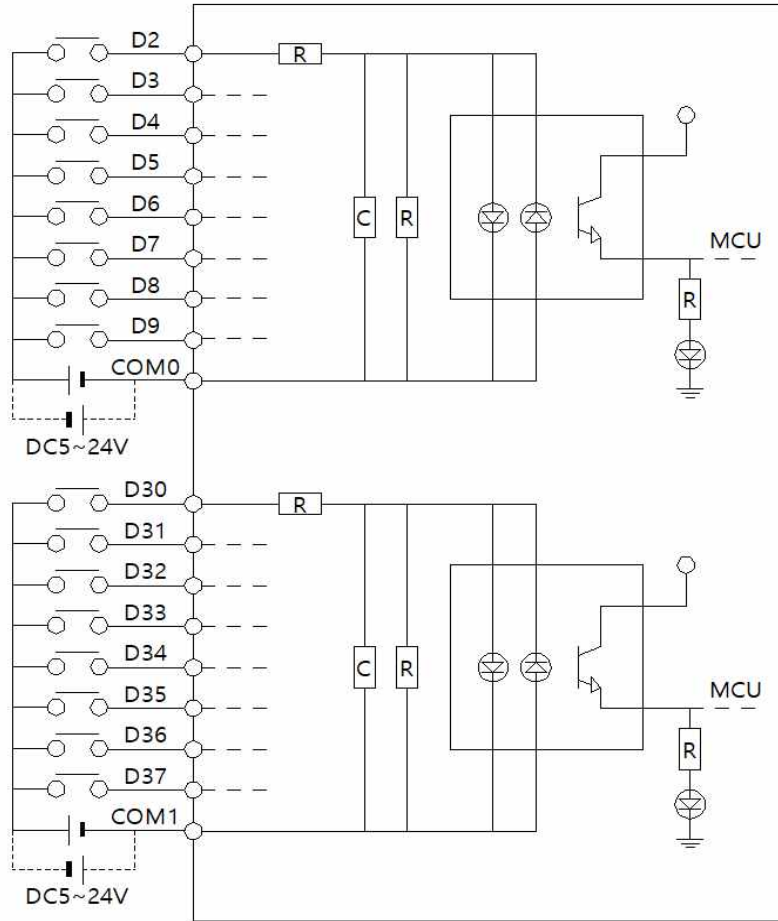 D2
R
D3
D4
D5
D6
C R
D7
MCU
D8
R
D9
COM0
DC5~24V
D30
R
D31
D32
D33
D34
C R
D35
MCU
D36
R
D37
COM1
DC5~24V